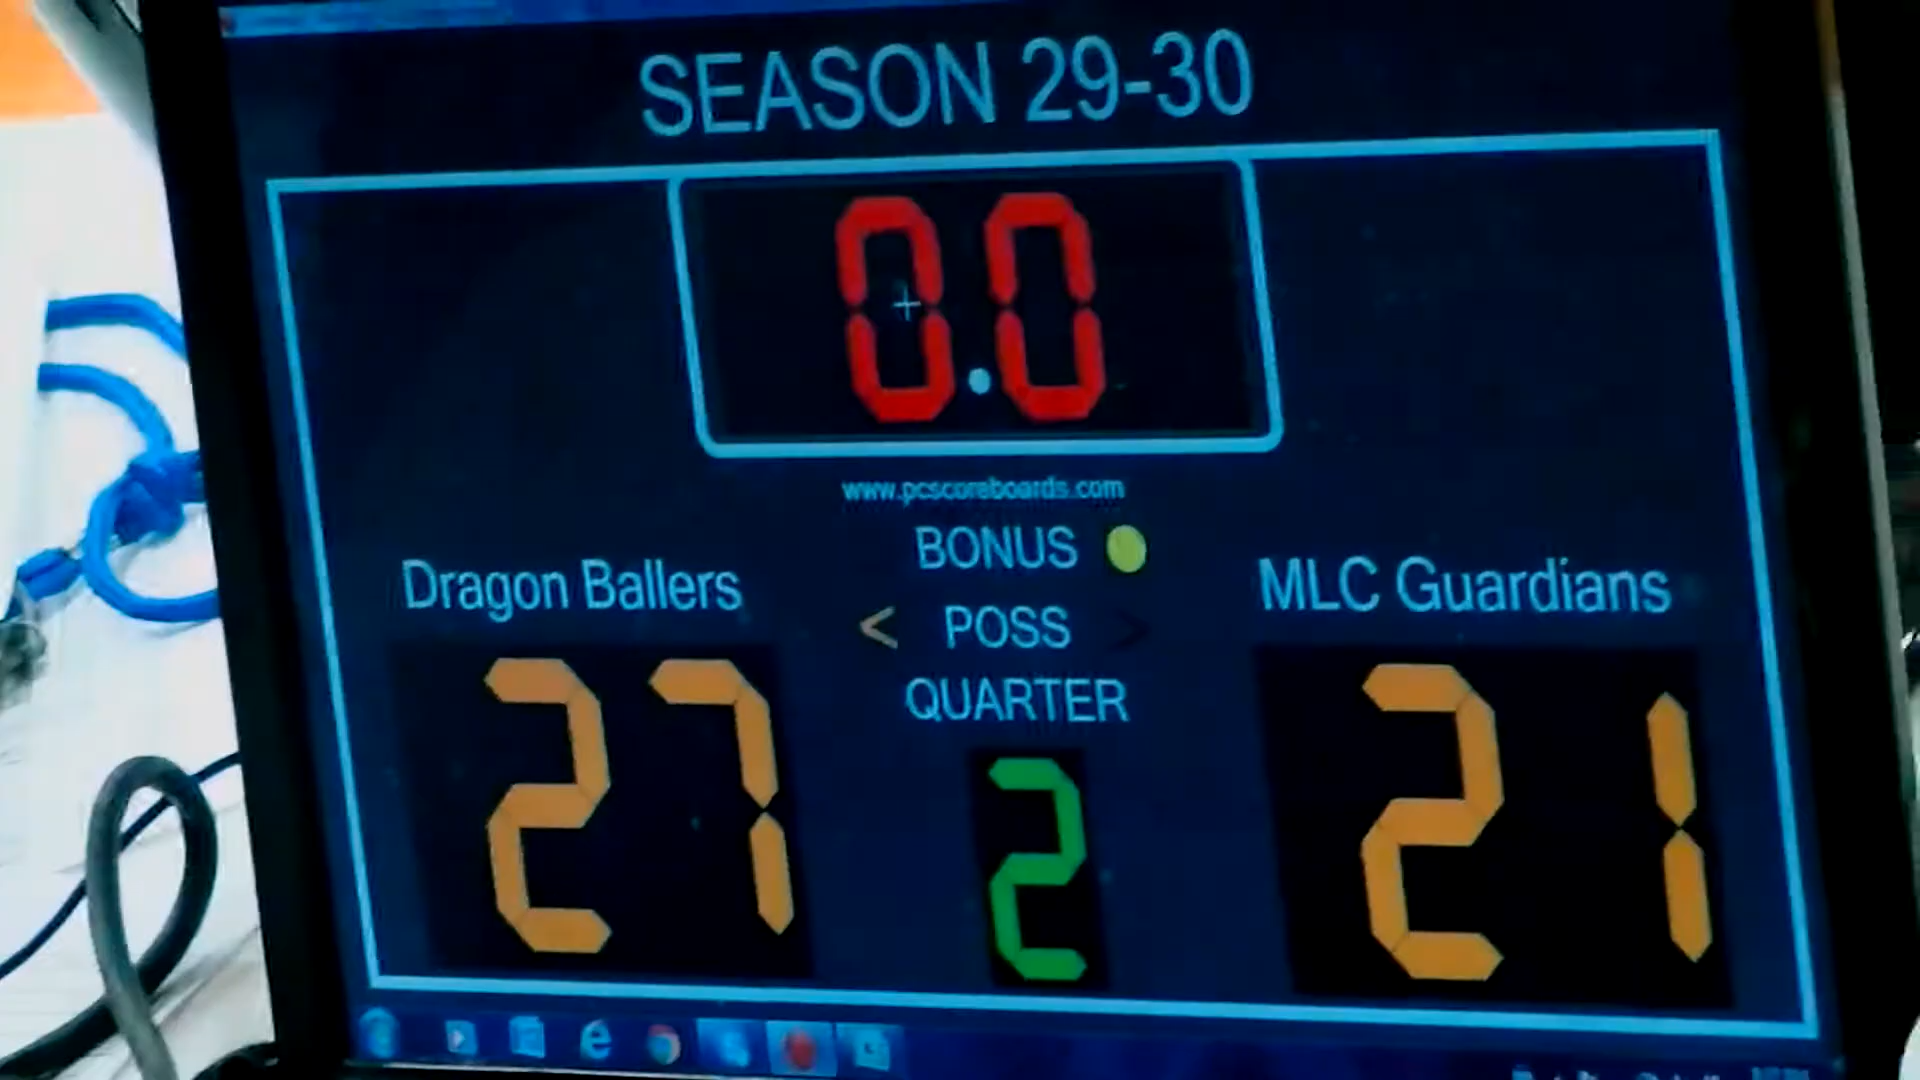 SEASON 29-30
0.0
www.pcscoreboards.com
BONUS
Dragon Ballers
MLC Guardians
< POSS >
QUARTER
27
2
21